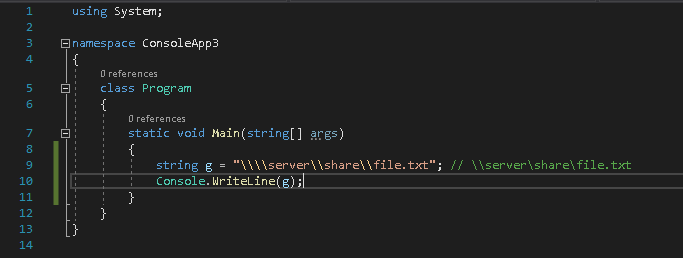 1 using System;
2
3 namespace ConsoleApp3
4 {
0 references
5 class Program
6 {
0 references
7 static void Main(string[] args)
8 {
9 string g = "\\\\server\\share\\file.txt"; // \\server\share\file.txt
10 Console.WriteLine(g);
11 }
12 }
13 }
14